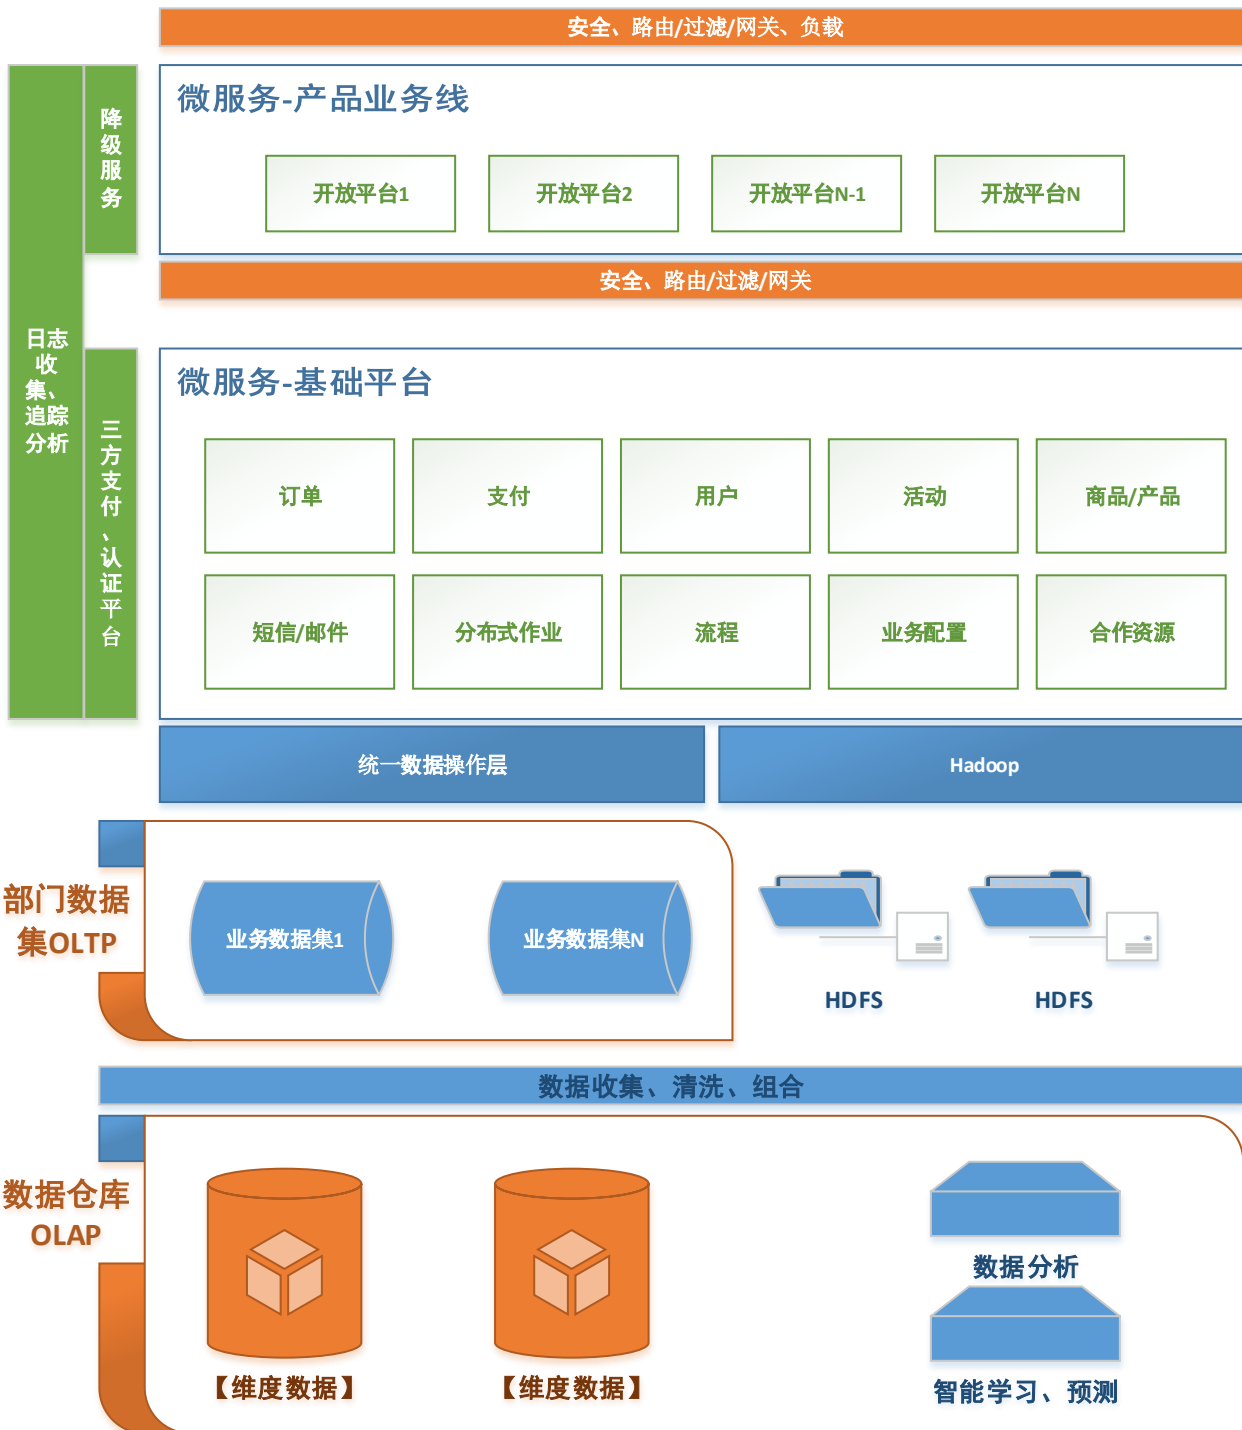 安全、路由/过滤/网关、负载
微服务-产品业务线
降
级
服
务
开放平台1
开放平台2
开放平台N-1
开放平台N
安全、路由/过滤/网关
日志
收
集、
追踪
分析
微服务-基础平台
三
方
支
付
、
认
证
平
台
订单
支付
用户
活动
商品/产品
短信/邮件
分布式作业
流程
业务配置
合作资源
统一数据操作层
Hadoop
部门数据
集OLTP
业务数据集1
业务数据集N
HDFS
HDFS
数据收集、清洗、组合
数据仓库
OLAP
数据分析
【维度数据】
【维度数据】
智能学习、预测